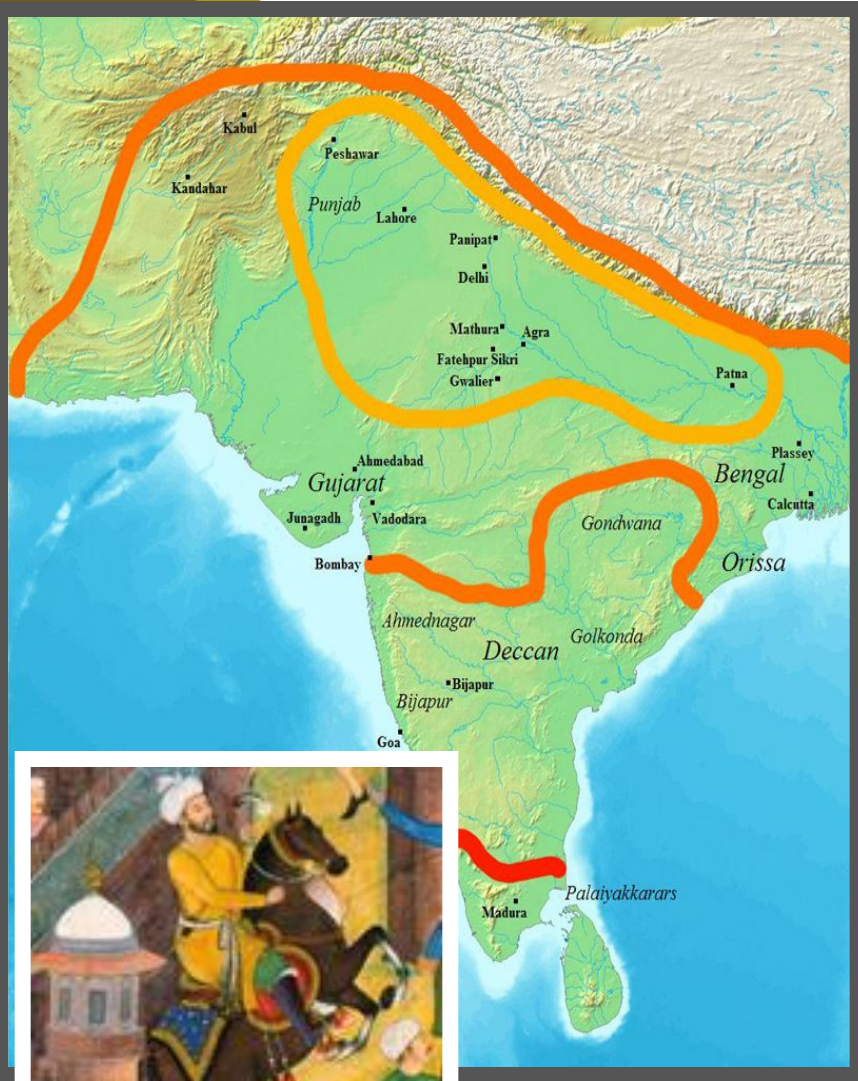 Kabul
Peshawar
Kandahar
Punjab
Lahore
Panipat
Delhi
Mathura
Agra
Fatehpur Sikri
Gwalier
Patna
Plassey
Ahmedabad
Bengal
Gujarat
Calcutta
Junagadh
Vadodara
Gondwana
Bombay
Orissa
Ahmednagar
Golkonda
Deccan
Bijapur
Bijapur
Goa
Palaiyakkarars
Madura